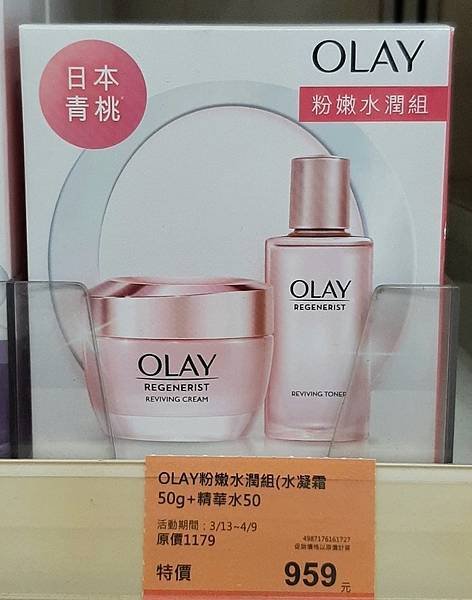 日本
青桃
OLAY
粉嫩水潤組
OLAY
REGENERIST
REVIVING CREAM
OLAY
REGENERIST
REVIVING TONER
OLAY粉嫩水潤組(水凝霜
50g+精華水50
活動期間：3/13~4/9
原價1179
4987176161727
促銷價格以原價計算
特價
959元